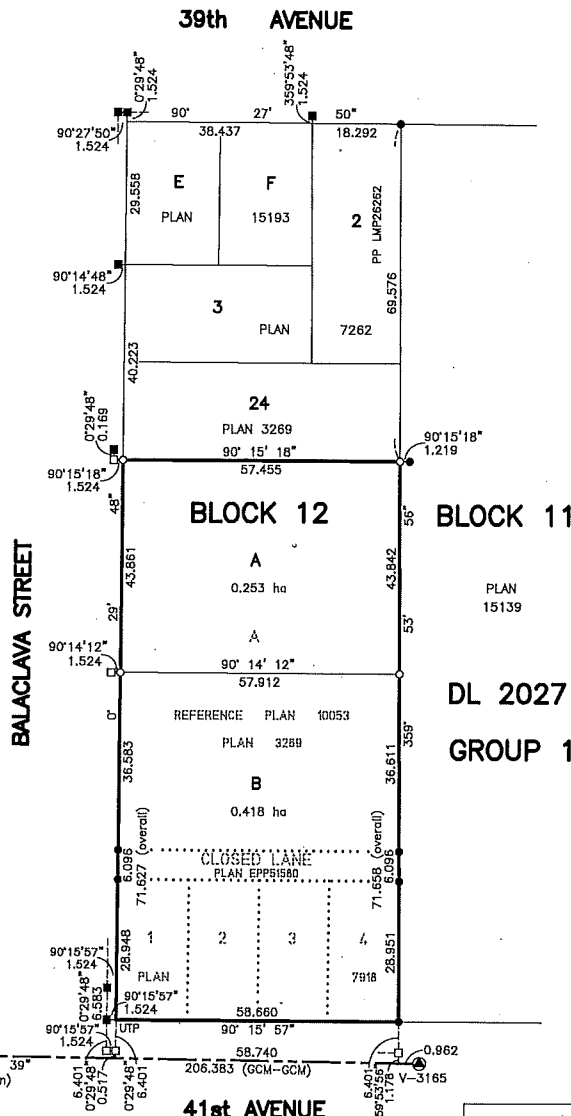 39th AVENUE
0°29'48"
1.524
359°53'48"
1.524
90° 27' 50"
38.437
18.292
90°27'50"
1.524
29.558
E
F
PLAN
15193
2
PP LMP26262
69.576
90°14'48"
1.524
3
PLAN
7262
40.223
24
PLAN 3269
0°29'48"
0.169
90° 15' 18"
57.455
90°15'18"
1.219
90°15'18"
1.524
BLOCK 12
BLOCK 11
48"
56"
A
0.253 ha
43.861
43.842
PLAN
15139
BALACLAVA STREET
29'
53'
A
90°14'12"
1.524
90° 14' 12"
57.912
DL 2027
GROUP 1
0°
359°
REFERENCE PLAN 10053
PLAN 3269
36.583
36.611
B
0.418 ha
6.096
71.627 (overall)
CLOSED LANE
PLAN EPP51580
71.658 (overall)
6.096
1
2
3
4
28.948
28.951
PLAN
7918
90°15'57"
1.524
0°29'48"
6.583
90°15'57"
1.524
58.660
90° 15' 57"
UTP
90°15'57"
1.524
58.740
0.962
39"
206.383 (GCM-GCM)
V-3165
6.401
0°29'48"
0.517
0°29'48"
6.401
6.401
59°53'56"
1.178
41st AVENUE